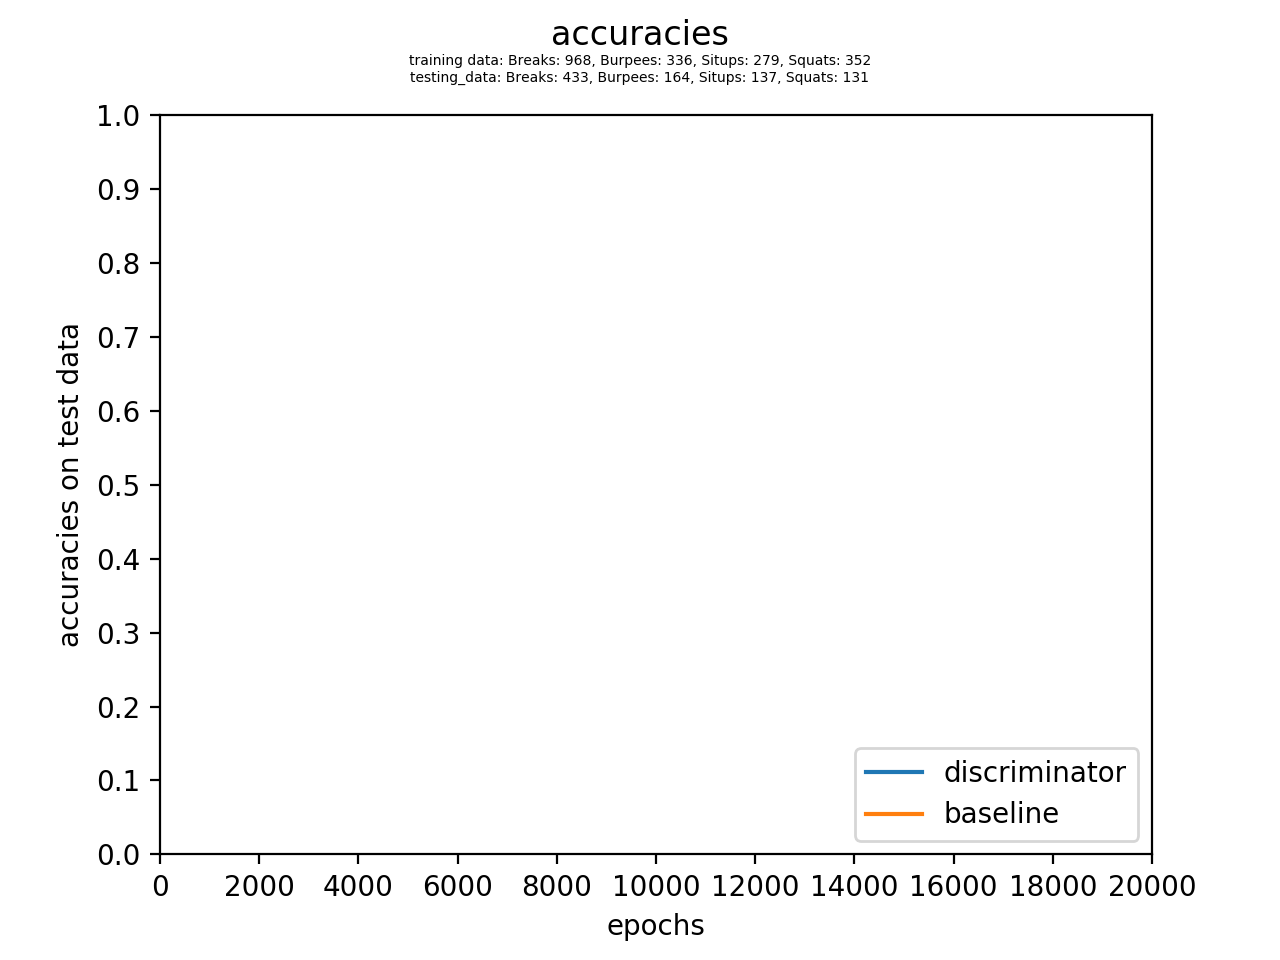 accuracies
training data: Breaks: 968, Burpees: 336, Situps: 279, Squats: 352
testing_data: Breaks: 433, Burpees: 164, Situps: 137, Squats: 131
1.0
0.9
0.8
0.7
0.6
0.5
0.4
0.3
0.2
0.1
0.0
accuracies on test data
discriminator
baseline
0 2000 4000 6000 8000 10000 12000 14000 16000 18000 20000
epochs